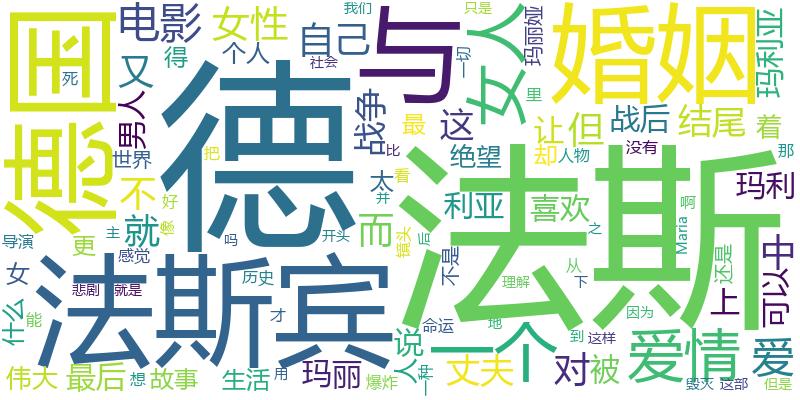 德国
电影
女性
自己
与
女人
婚姻
玛利亚
我们
只是
玛丽娅
一切
得
个人
社会
又
死
男人
战争
最
这
里
让
但
战后
结尾
着
德
法斯
世界
把
比
绝望
却
人物
没有
那
不
好
像
就
太
并
看
利亚
喜欢
之
玛利
啊
Maria
导演
主
更
感觉
吗
开头
而
镜头
后
不是
从
还是
可以
中
女
法斯宾
悲剧
就是
历史
理解
下
上
什么
能
才
命运
地
因为
到
这样
说
一个
爱情
爱
伟大
最后
想
故事
生活
用
玛丽
爆炸
人
一种
丈夫
对
被
毁灭
这部
但是